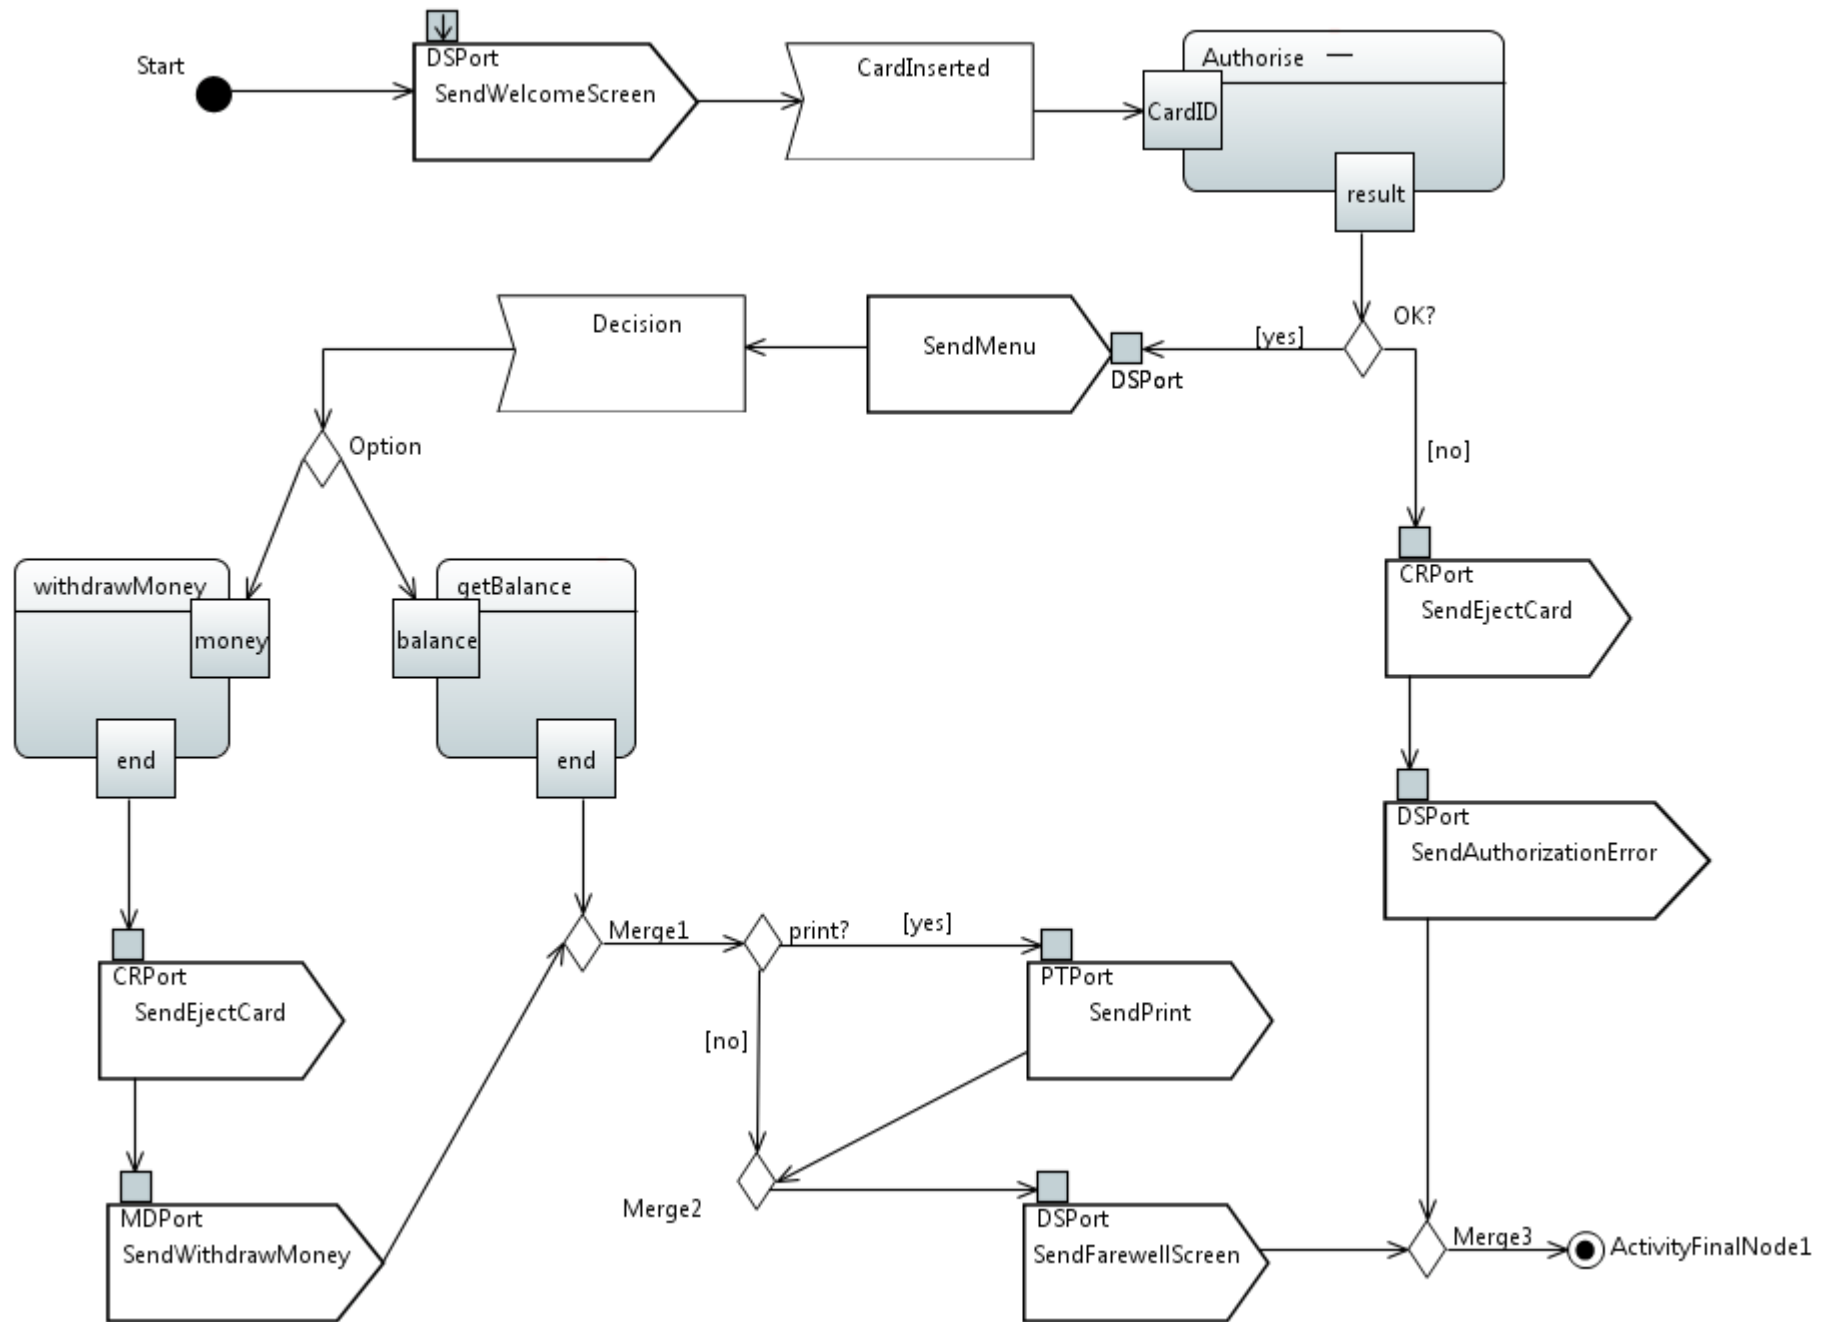 Start
DSPort
SendWelcomeScreen
CardInserted
Authorise
CardID
result
OK?
[yes]
[no]
DSPort
SendMenu
Decision
Option
withdrawMoney
money
end
getBalance
balance
end
CRPort
SendEjectCard
DSPort
SendAuthorizationError
CRPort
SendEjectCard
MDPort
SendWithdrawMoney
Merge1
print?
[yes]
[no]
PTPort
SendPrint
Merge2
DSPort
SendFarewellScreen
Merge3
ActivityFinalNode1